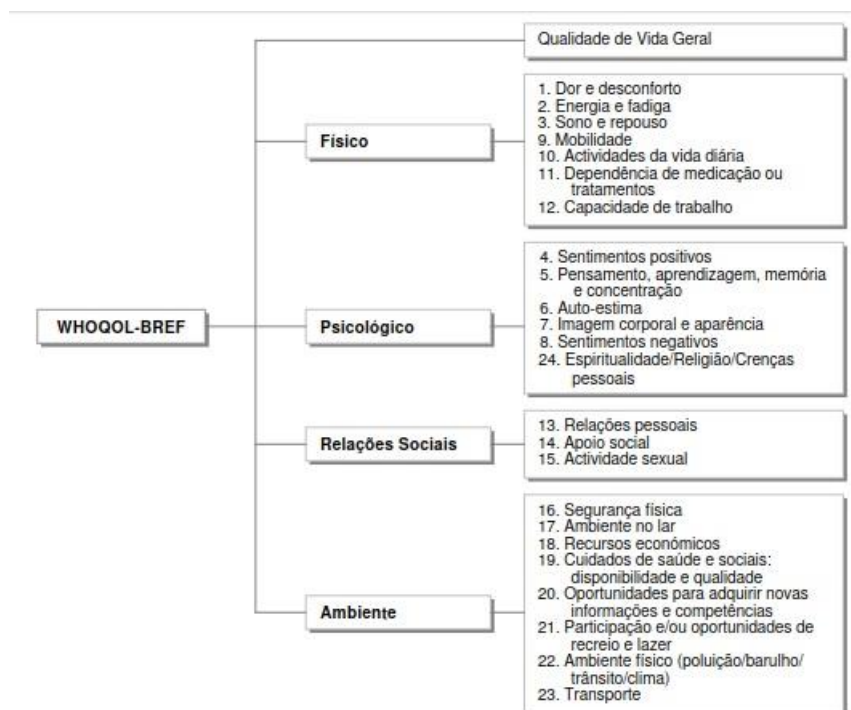 Qualidade de Vida Geral
Físico
1. Dor e desconforto
2. Energia e fadiga
3. Sono e repouso
9. Mobilidade
10. Actividades da vida diária
11. Dependência de medicação ou
tratamentos
12. Capacidade de trabalho
WHOQOL-BREF
Psicológico
4. Sentimentos positivos
5. Pensamento, aprendizagem, memória
e concentração
6. Auto-estima
7. Imagem corporal e aparência
8. Sentimentos negativos
24. Espiritualidade/Religião/Crenças
pessoais
Relações Sociais
13. Relações pessoais
14. Apoio social
15. Actividade sexual
Ambiente
16. Segurança física
17. Ambiente no lar
18. Recursos económicos
19. Cuidados de saúde e sociais:
disponibilidade e qualidade
20. Oportunidades para adquirir novas
informações e competências
21. Participação e/ou oportunidades de
recreio e lazer
22. Ambiente físico (poluição/barulho/
trânsito/clima)
23. Transporte